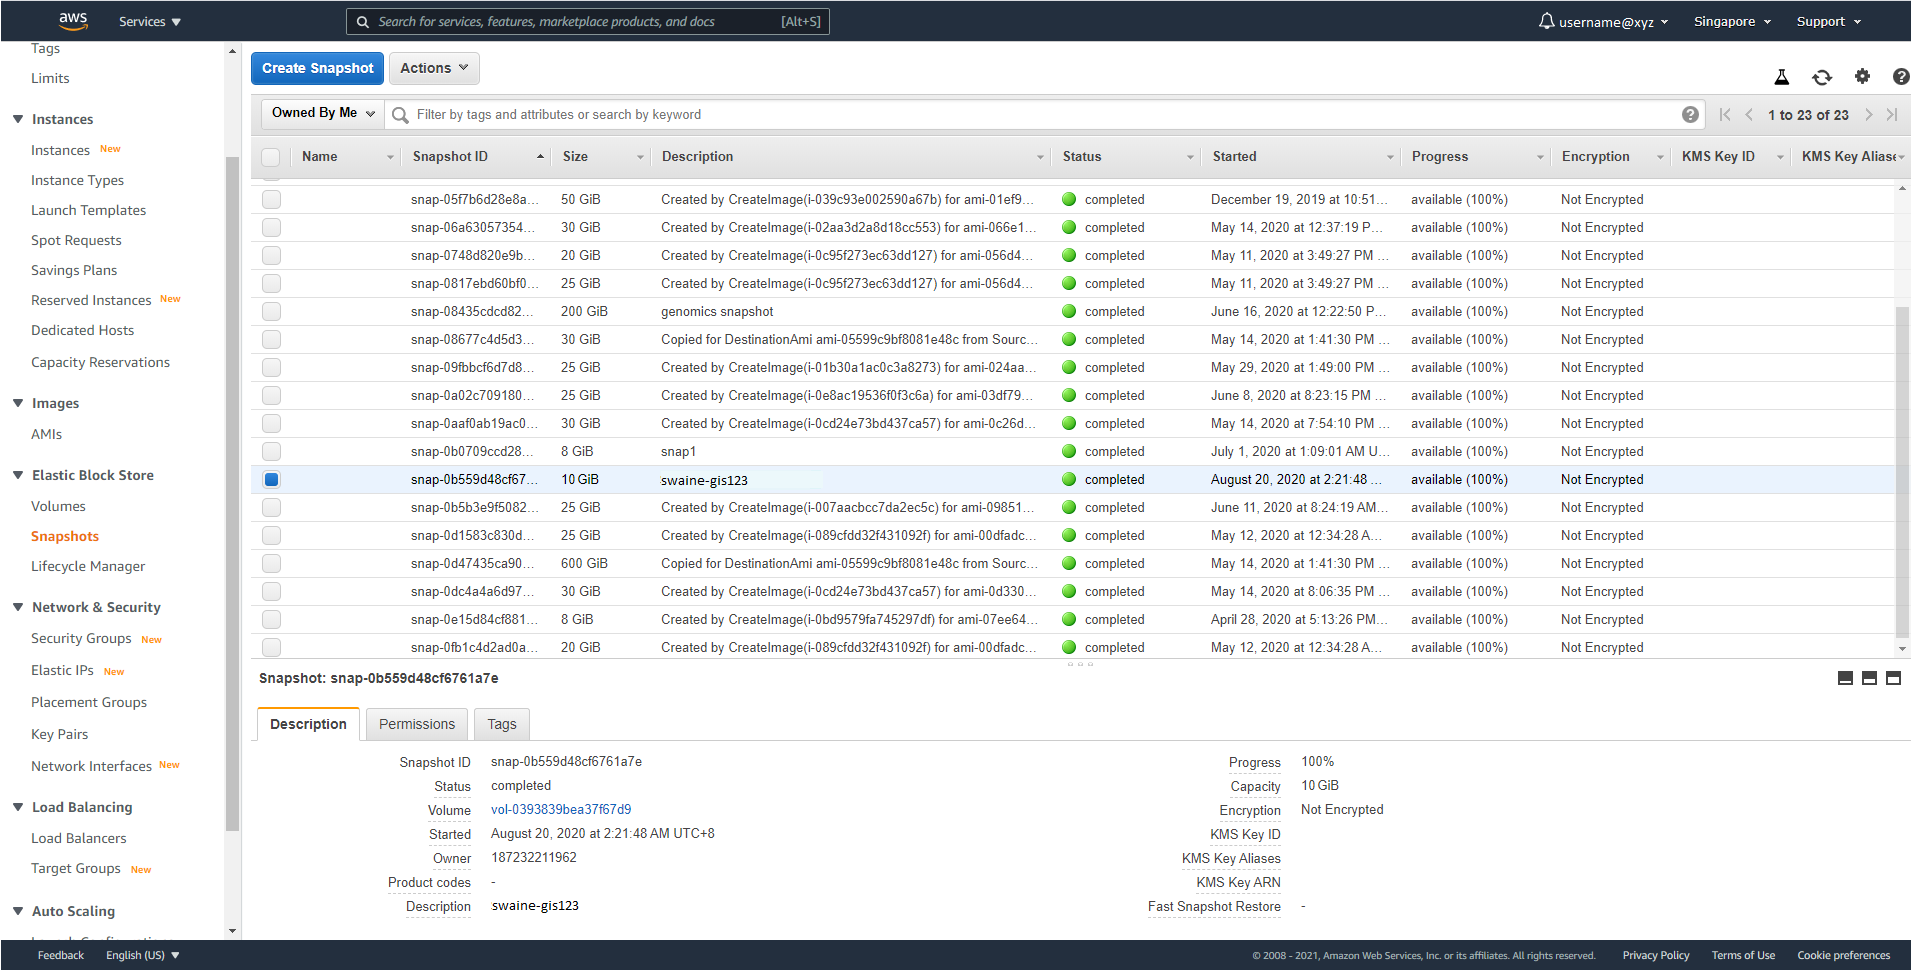 aws Services Search for services, features, marketplace products, and docs [Alt+S] username@xyz Singapore Support
Tags
Limits
Instances
Instances New
Instance Types
Launch Templates
Spot Requests
Savings Plans
Reserved Instances New
Dedicated Hosts
Capacity Reservations
Images
AMIs
Elastic Block Store
Volumes
Snapshots
Lifecycle Manager
Network & Security
Security Groups New
Elastic IPs New
Placement Groups
Key Pairs
Network Interfaces New
Load Balancing
Load Balancers
Target Groups New
Auto Scaling
Create Snapshot Actions
Owned By Me Filter by tags and attributes or search by keyword 1 to 23 of 23
Name Snapshot ID Size Description Status Started Progress Encryption KMS Key ID KMS Key Aliase
snap-05f7b6d28e8a... 50 GiB Created by CreateImage(i-039c93e002590a67b) for ami-01ef9... completed December 19, 2019 at 10:51... available (100%) Not Encrypted
snap-06a63057354... 30 GiB Created by CreateImage(i-02aa3d2a8d18cc553) for ami-066e1... completed May 14, 2020 at 12:37:19 P... available (100%) Not Encrypted
snap-0748d820e9b... 20 GiB Created by CreateImage(i-0c95f273ec63dd127) for ami-056d4... completed May 11, 2020 at 3:49:27 PM ... available (100%) Not Encrypted
snap-0817ebd60bf0... 25 GiB Created by CreateImage(i-0c95f273ec63dd127) for ami-056d4... completed May 11, 2020 at 3:49:27 PM ... available (100%) Not Encrypted
snap-08435cdcd82... 200 GiB genomics snapshot completed June 16, 2020 at 12:22:50 P... available (100%) Not Encrypted
snap-08677c4d5d3... 30 GiB Copied for DestinationAmi ami-05599c9bf8081e48c from Sourc... completed May 14, 2020 at 1:41:30 PM ... available (100%) Not Encrypted
snap-09fbbcf6d7d8... 25 GiB Created by CreateImage(i-01b30a1ac0c3a8273) for ami-024aa... completed May 29, 2020 at 1:49:00 PM ... available (100%) Not Encrypted
snap-0a02c709180... 25 GiB Created by CreateImage(i-0e8ac19536f0f3c6a) for ami-03df79... completed June 8, 2020 at 8:23:15 PM ... available (100%) Not Encrypted
snap-0aaf0ab19ac0... 30 GiB Created by CreateImage(i-0cd24e73bd437ca57) for ami-0c26d... completed May 14, 2020 at 7:54:10 PM ... available (100%) Not Encrypted
snap-0b0709ccd28... 8 GiB snap1 completed July 1, 2020 at 1:09:01 AM U... available (100%) Not Encrypted
snap-0b559d48cf67... 10 GiB swaine-gis123 completed August 20, 2020 at 2:21:48 ... available (100%) Not Encrypted
snap-0b5b3e9f5082... 25 GiB Created by CreateImage(i-007aacbcc7da2ec5c) for ami-09851... completed June 11, 2020 at 8:24:19 AM... available (100%) Not Encrypted
snap-0d1583c830d... 25 GiB Created by CreateImage(i-089cfdd32f431092f) for ami-00dfadc... completed May 12, 2020 at 12:34:28 A... available (100%) Not Encrypted
snap-0d47435ca90... 600 GiB Copied for DestinationAmi ami-05599c9bf8081e48c from Sourc... completed May 14, 2020 at 1:41:30 PM ... available (100%) Not Encrypted
snap-0dc4a4a6d97... 30 GiB Created by CreateImage(i-0cd24e73bd437ca57) for ami-0d330... completed May 14, 2020 at 8:06:35 PM ... available (100%) Not Encrypted
snap-0e15d84cf881... 8 GiB Created by CreateImage(i-0bd9579fa745297df) for ami-07ee64... completed April 28, 2020 at 5:13:26 PM... available (100%) Not Encrypted
snap-0fb1c4d2ad0a... 20 GiB Created by CreateImage(i-089cfdd32f431092f) for ami-00dfadc... completed May 12, 2020 at 12:34:28 A... available (100%) Not Encrypted
Snapshot: snap-0b559d48cf6761a7e
Description Permissions Tags
Snapshot ID snap-0b559d48cf6761a7e Progress 100%
Status completed Capacity 10 GiB
Volume vol-0393839bea37f67d9 Encryption Not Encrypted
Started August 20, 2020 at 2:21:48 AM UTC+8 KMS Key ID
Owner 187232211962 KMS Key Aliases
Product codes - KMS Key ARN
Description swaine-gis123 Fast Snapshot Restore -
Feedback English (US) © 2008 - 2021, Amazon Web Services, Inc. or its affiliates. All rights reserved. Privacy Policy Terms of Use Cookie preferences